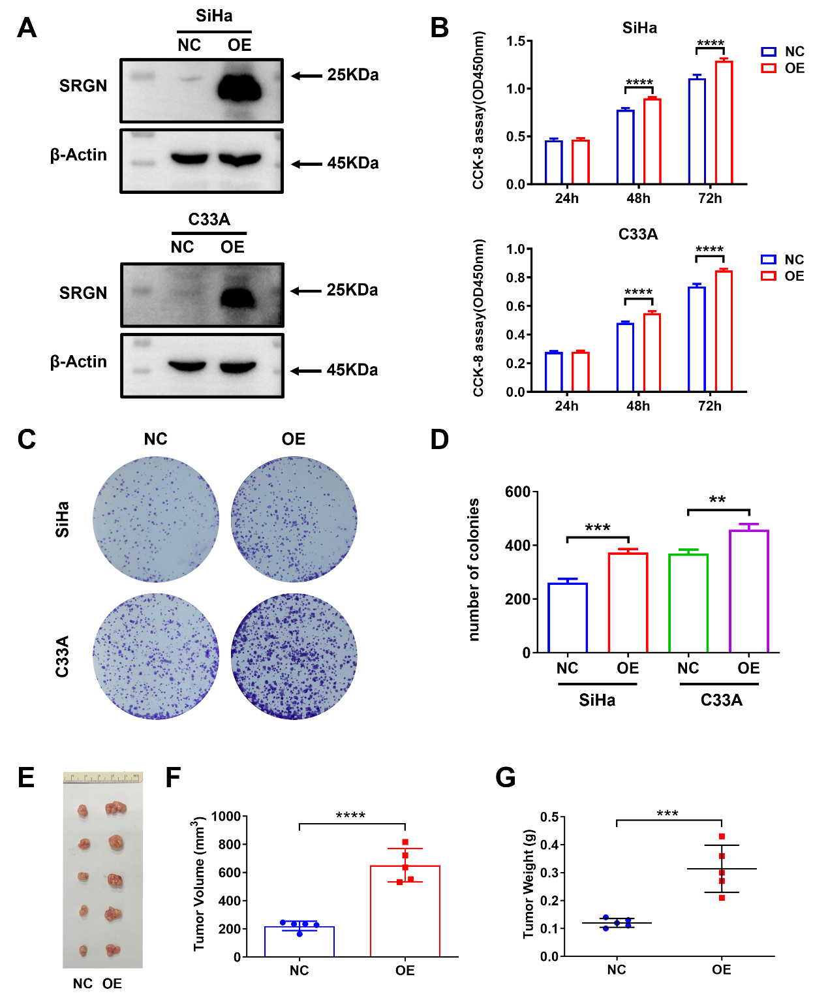 A
SiHa
NC OE
SRGN
25KDa
β-Actin
45KDa
C33A
NC OE
SRGN
25KDa
β-Actin
45KDa
B
SiHa
CCK-8 assay(OD450nm)
1.5
1.0
0.5
0.0
****
****
24h 48h 72h
NC
OE
C33A
CCK-8 assay(OD450nm)
1.0
0.8
0.6
0.4
0.2
0.0
****
****
24h 48h 72h
NC
OE
C
NC OE
SiHa
C33A
D
number of colonies
600
400
200
0
***
**
NC OE NC OE
SiHa C33A
E
NC OE
F
Tumor Volume (mm³)
1000
800
600
400
200
0
****
NC OE
G
Tumor Weight (g)
0.5
0.4
0.3
0.2
0.1
0.0
***
NC OE